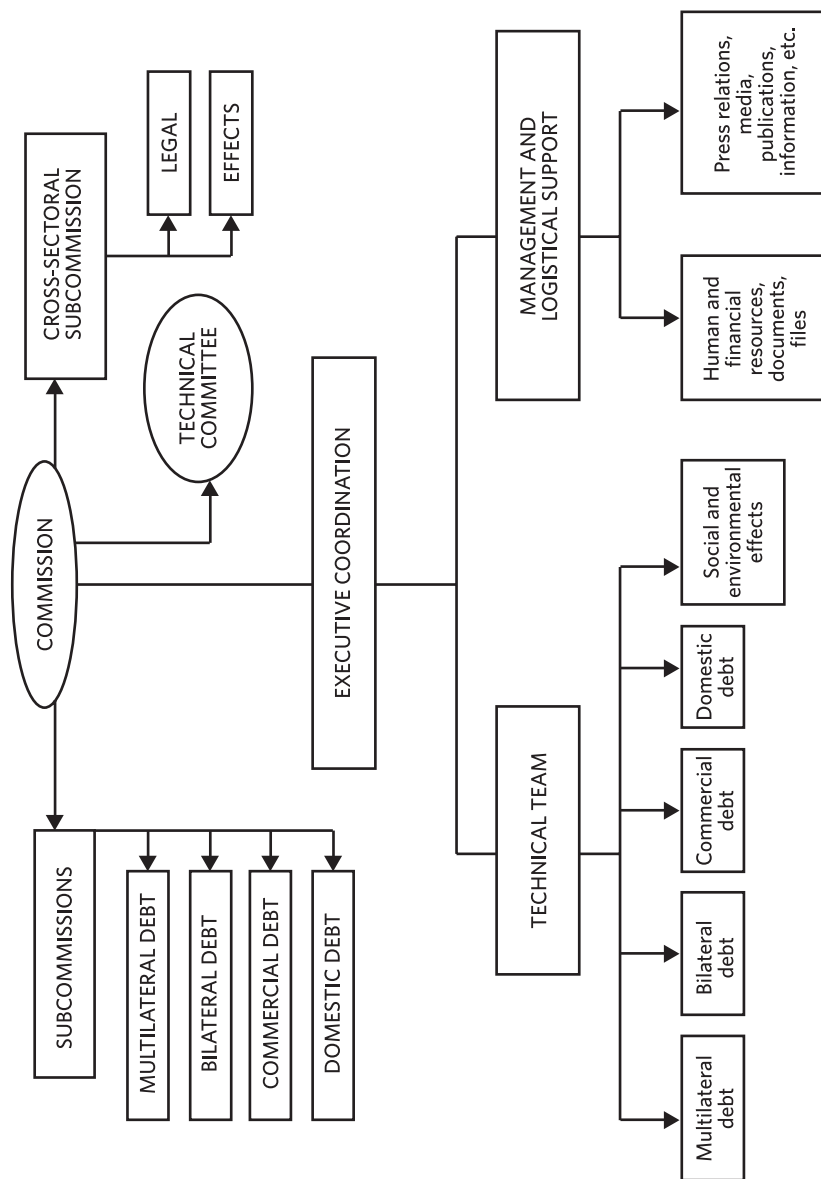 COMMISSION
SUBCOMMISSIONS
MULTILATERAL DEBT
BILATERAL DEBT
COMMERCIAL DEBT
DOMESTIC DEBT
TECHNICAL
COMMITTEE
CROSS-SECTORAL
SUBCOMMISSION
LEGAL
EFFECTS
EXECUTIVE COORDINATION
TECHNICAL TEAM
Multilateral
debt
Bilateral
debt
Commercial
debt
Domestic
debt
Social and
environmental
effects
MANAGEMENT AND
LOGISTICAL SUPPORT
Human and
financial
resources,
documents,
files
Press relations,
media,
publications,
information, etc.